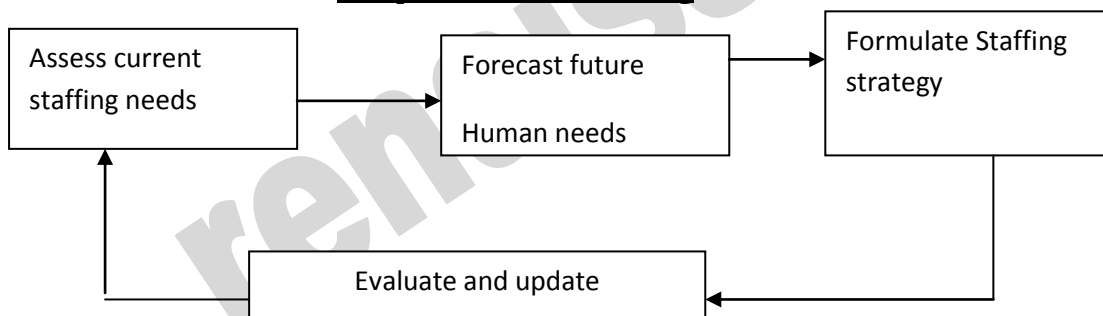 Assess current
staffing needs
Forecast future
Human needs
Formulate Staffing
strategy
Evaluate and update